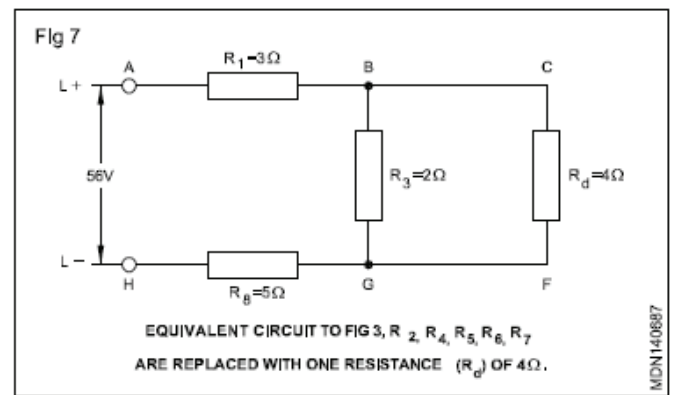 Fig 7
A
R1=3Ω
B
C
L+
56V
R3=2Ω
Rd=4Ω
L−
H
R8=5Ω
G
F
EQUIVALENT CIRCUIT TO FIG 3, R 2, R4, R5, R6, R7
ARE REPLACED WITH ONE RESISTANCE (Rd) OF 4Ω.
MDN140687